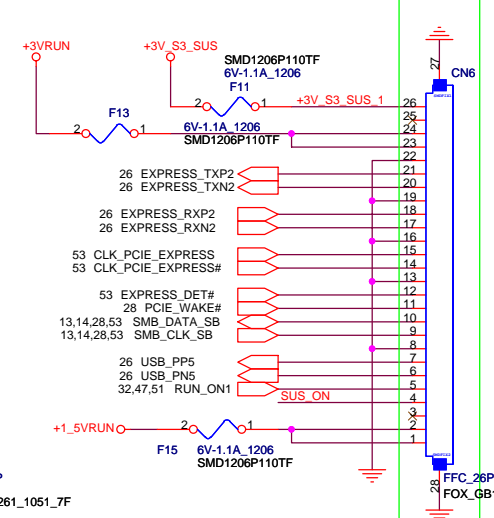 +3VRUN
+3V_S3_SUS
27
SMD1206P110TF
6V-1.1A_1206
CN6
F11
2 1 +3V_S3_SUS_1 26
25
F13
2 1 6V-1.1A_1206 24
SMD1206P110TF 23
22
26 EXPRESS_TXP2 21
26 EXPRESS_TXN2 20
19
26 EXPRESS_RXP2 18
26 EXPRESS_RXN2 17
16
53 CLK_PCIE_EXPRESS 15
53 CLK_PCIE_EXPRESS# 14
13
53 EXPRESS_DET# 12
28 PCIE_WAKE# 11
13,14,28,53 SMB_DATA_SB 10
13,14,28,53 SMB_CLK_SB 9
8
26 USB_PP5 7
26 USB_PN5 6
32,47,51 RUN_ON1 5
SUS_ON 4
3
+1_5VRUN 2 1 2
1
F15 6V-1.1A_1206
SMD1206P110TF
28
FFC_26P
FOX_GB1
261_1051_7F